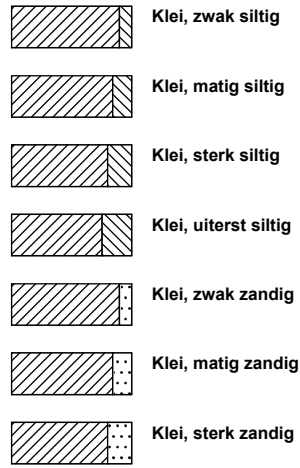 Klei, zwak siltig
Klei, matig siltig
Klei, sterk siltig
Klei, uiterst siltig
Klei, zwak zandig
Klei, matig zandig
Klei, sterk zandig